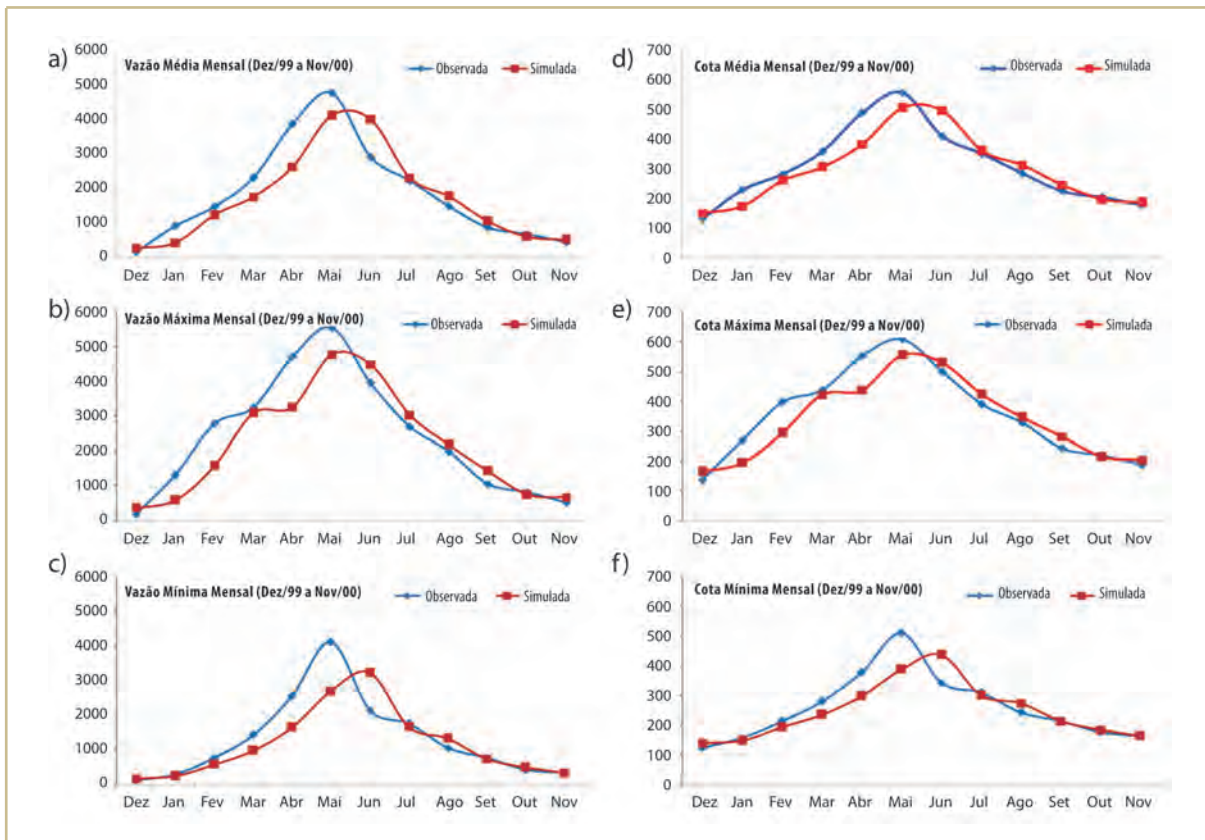 a)
Vazão Média Mensal (Dez/99 a Nov/00)
Observada
Simulada
6000
5000
4000
3000
2000
1000
0
Dez Jan Fev Mar Abr Mai Jun Jul Ago Set Out Nov
d)
Cota Média Mensal (Dez/99 a Nov/00)
Observada
Simulada
700
600
500
400
300
200
100
0
Dez Jan Fev Mar Abr Mai Jun Jul Ago Set Out Nov
b)
Vazão Máxima Mensal (Dez/99 a Nov/00)
Observada
Simulada
6000
5000
4000
3000
2000
1000
0
Dez Jan Fev Mar Abr Mai Jun Jul Ago Set Out Nov
e)
Cota Máxima Mensal (Dez/99 a Nov/00)
Observada
Simulada
700
600
500
400
300
200
100
0
Dez Jan Fev Mar Abr Mai Jun Jul Ago Set Out Nov
c)
Vazão Mínima Mensal (Dez/99 a Nov/00)
Observada
Simulada
6000
5000
4000
3000
2000
1000
0
Dez Jan Fev Mar Abr Mai Jun Jul Ago Set Out Nov
f)
Cota Mínima Mensal (Dez/99 a Nov/00)
Observada
Simulada
700
600
500
400
300
200
100
0
Dez Jan Fev Mar Abr Mai Jun Jul Ago Set Out Nov